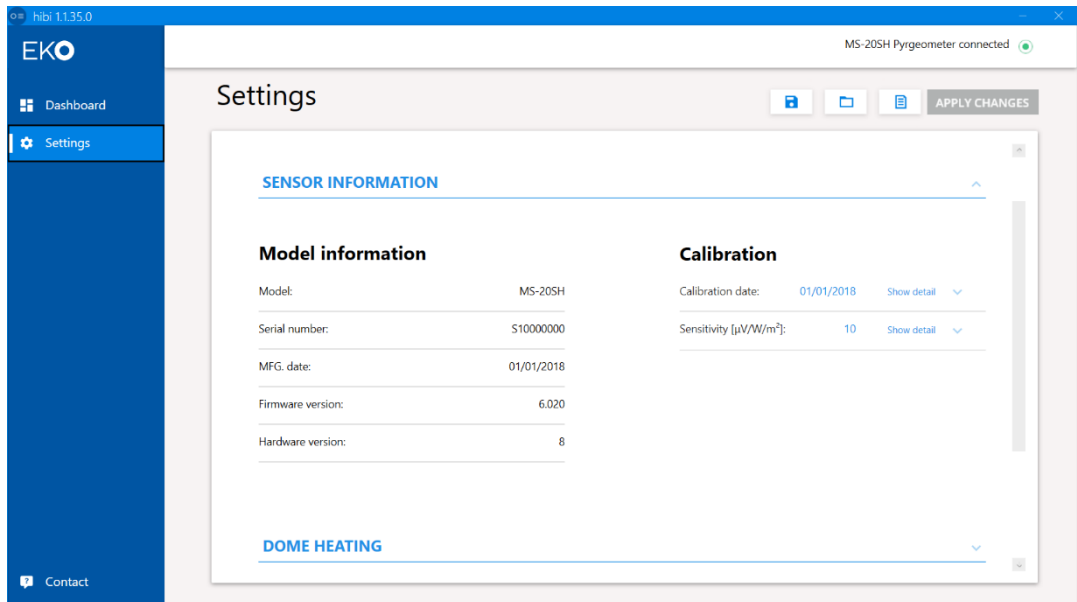 hibi 1.1.35.0
EKO
MS-20SH Pyrgeometer connected
Dashboard
Settings
Settings
APPLY CHANGES
SENSOR INFORMATION
Model information
Model: MS-20SH
Serial number: S10000000
MFG. date: 01/01/2018
Firmware version: 6.020
Hardware version: 8
Calibration
Calibration date: 01/01/2018 Show detail
Sensitivity [µV/W/m²]: 10 Show detail
DOME HEATING
Contact